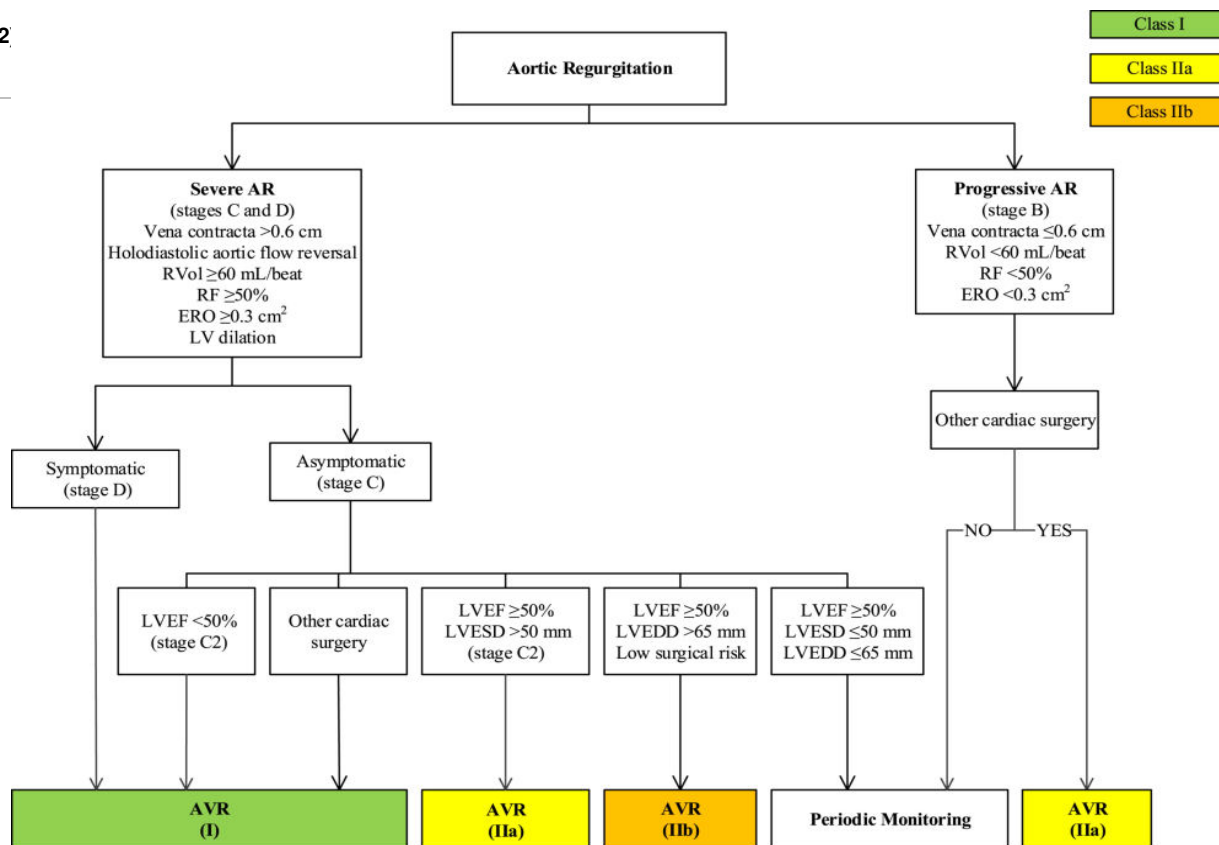 2)
Class I
Class IIa
Class IIb
Aortic Regurgitation
Severe AR
(stages C and D)
Vena contracta >0.6 cm
Holodiastolic aortic flow reversal
RVol ≥60 mL/beat
RF ≥50%
ERO ≥0.3 cm²
LV dilation
Progressive AR
(stage B)
Vena contracta ≤0.6 cm
RVol <60 mL/beat
RF <50%
ERO <0.3 cm²
Symptomatic
(stage D)
Asymptomatic
(stage C)
Other cardiac surgery
NO
YES
LVEF <50%
(stage C2)
Other cardiac
surgery
LVEF ≥50%
LVESD >50 mm
(stage C2)
LVEF ≥50%
LVEDD >65 mm
Low surgical risk
LVEF ≥50%
LVESD ≤50 mm
LVEDD ≤65 mm
AVR
(I)
AVR
(IIa)
AVR
(IIb)
Periodic Monitoring
AVR
(IIa)